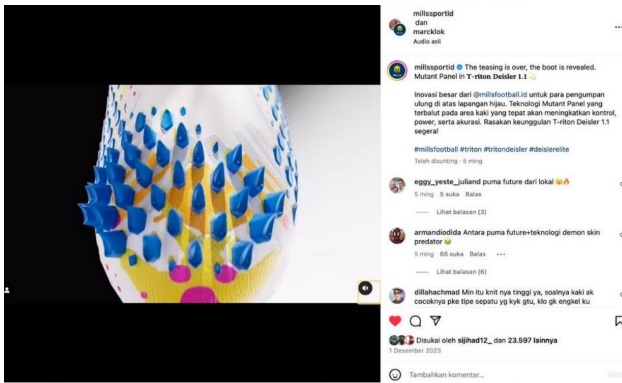 millssportid
dan
marcklok
Audio asli
millssportid The teasing is over, the boot is revealed.
Mutant Panel in T-riton Deisler 1.1
Inovasi besar dari @millsfootball.id untuk para pengumpan
ulung di atas lapangan hijau. Teknologi Mutant Panel yang
terbalut pada area kaki yang tepat akan meningkatkan kontrol,
power, serta akurasi. Rasakan keunggulan T-riton Deisler 1.1
segera!
#millsfootball #triton #tritondeisler #deislerelite
Telah disunting · 5 ming
eggy_yeste_juliand puma future dari lokal
5 ming 5 suka Balas
Lihat balasan (3)
armandiodida Antara puma future+teknologi demon skin
predator
5 ming 68 suka Balas
Lihat balasan (6)
dillahachmad Min itu knit nya tinggi ya, soalnya kaki ak
cocoknya pke tipe sepatu yg kyk gtu, klo gk engkel ku
Disukai oleh sijihad12_ dan 23.597 lainnya
1 Desember 2023
Tambahkan komentar...